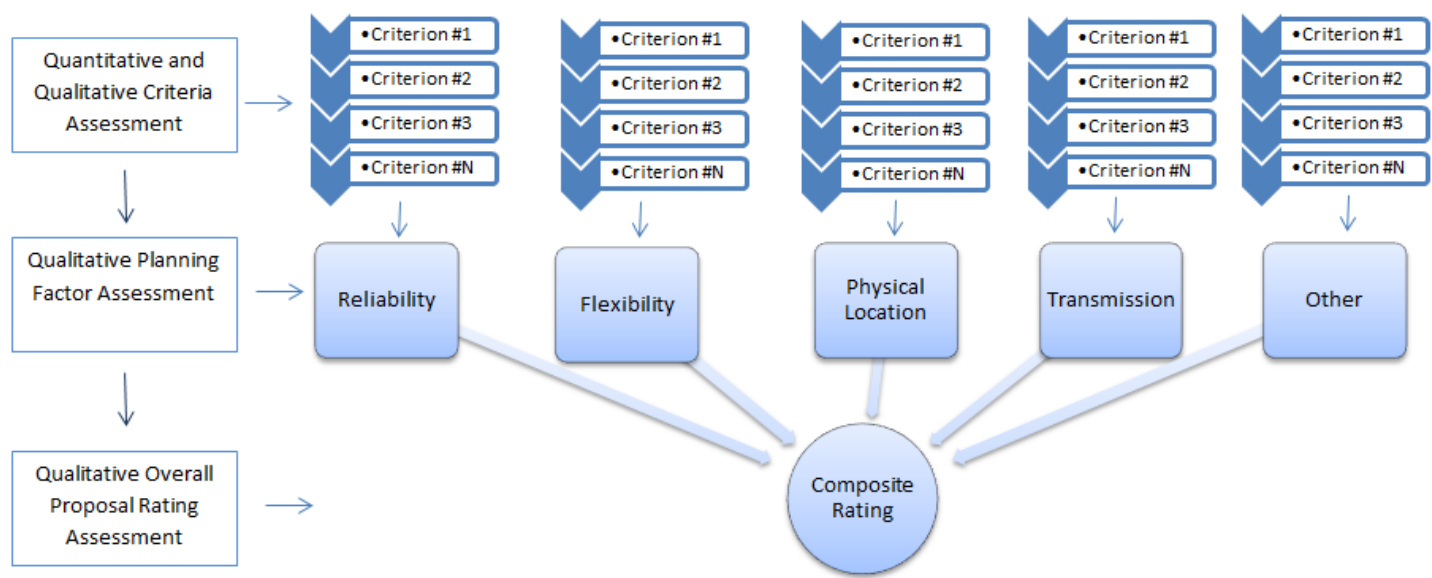 Quantitative and
Qualitative Criteria
Assessment
•Criterion #1
•Criterion #2
•Criterion #3
•Criterion #N
•Criterion #1
•Criterion #2
•Criterion #3
•Criterion #N
•Criterion #1
•Criterion #2
•Criterion #3
•Criterion #N
•Criterion #1
•Criterion #2
•Criterion #3
•Criterion #N
•Criterion #1
•Criterion #2
•Criterion #3
•Criterion #N
Qualitative Planning
Factor Assessment
Reliability
Flexibility
Physical
Location
Transmission
Other
Qualitative Overall
Proposal Rating
Assessment
Composite
Rating